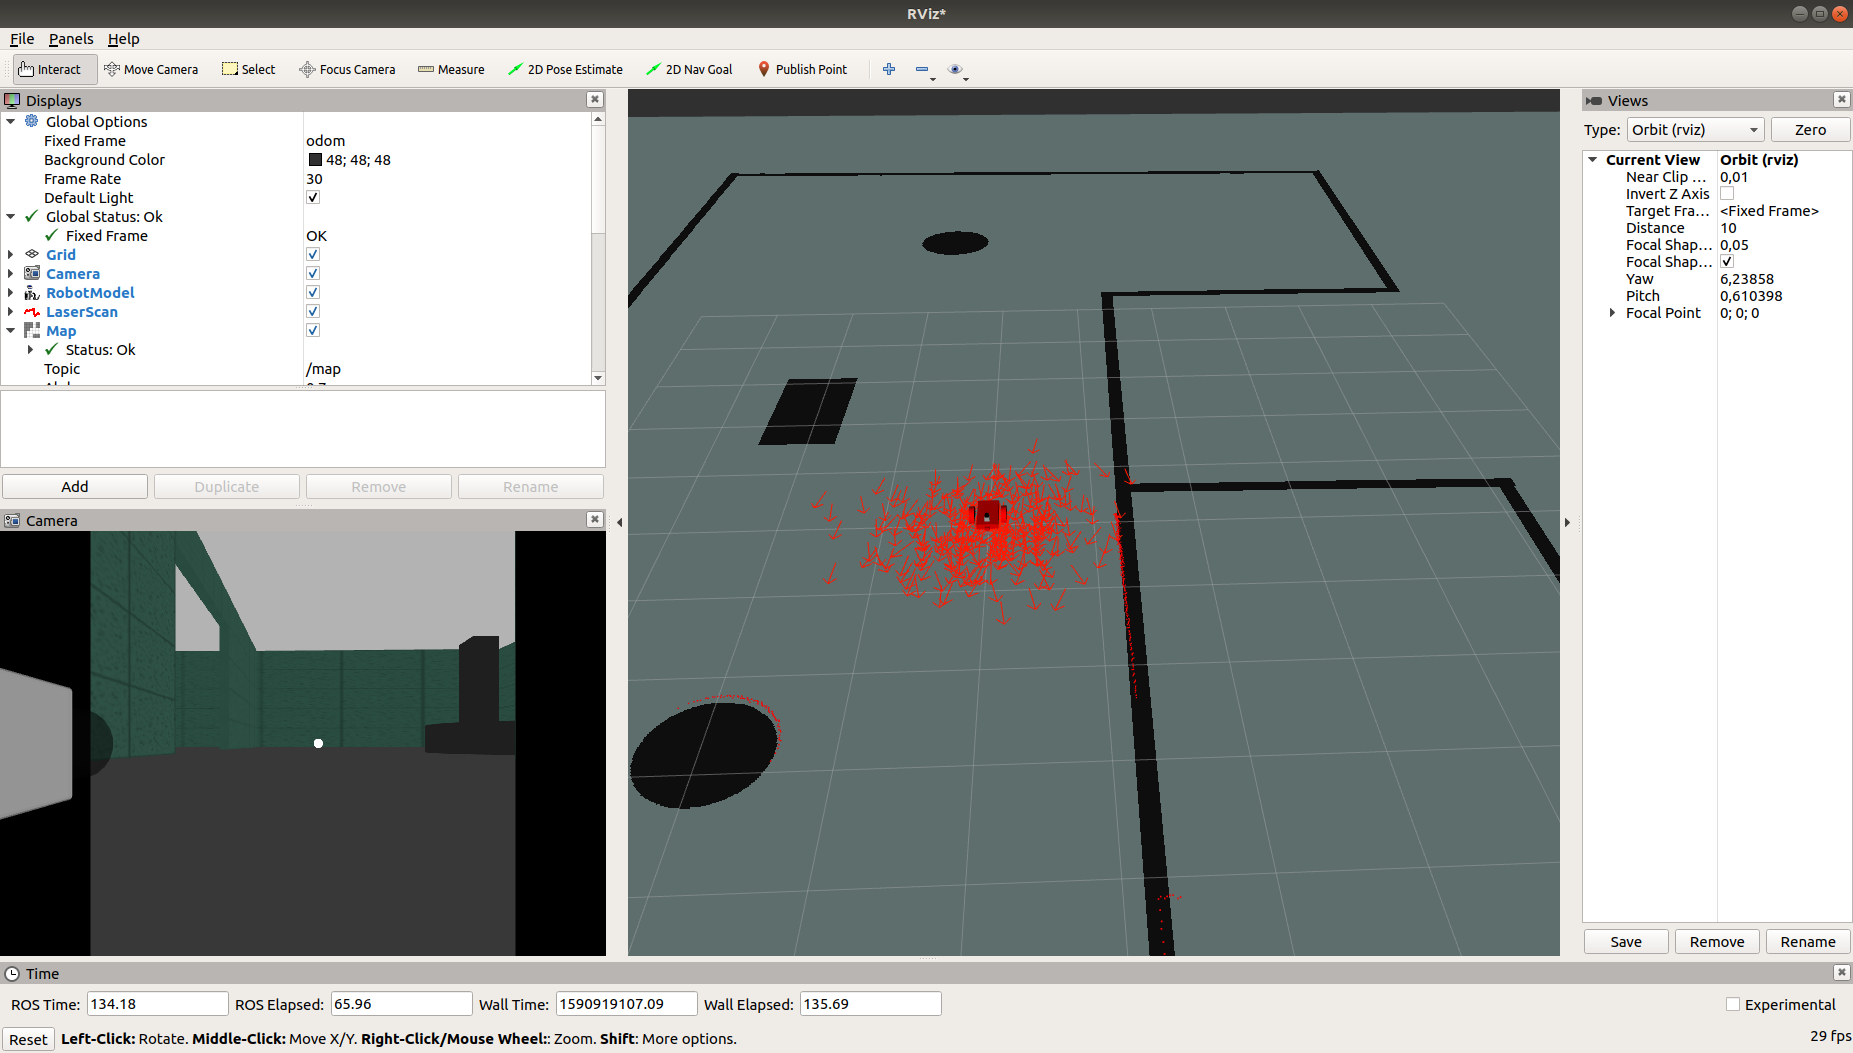 RViz*
File Panels Help
Interact Move Camera Select Focus Camera Measure 2D Pose Estimate 2D Nav Goal Publish Point
Displays
Global Options
Fixed Frame odom
Background Color 48; 48; 48
Frame Rate 30
Default Light
Global Status: Ok
Fixed Frame OK
Grid
Camera
RobotModel
LaserScan
Map
Status: Ok
Topic /map
Add Duplicate Remove Rename
Camera
Views
Type: Orbit (rviz) Zero
Current View Orbit (rviz)
Near Clip ... 0,01
Invert Z Axis
Target Fra... <Fixed Frame>
Distance 10
Focal Shap... 0,05
Focal Shap...
Yaw 6,23858
Pitch 0,610398
Focal Point 0; 0; 0
Save Remove Rename
Time
ROS Time: 134.18 ROS Elapsed: 65.96 Wall Time: 1590919107.09 Wall Elapsed: 135.69 Experimental
Reset Left-Click: Rotate. Middle-Click: Move X/Y. Right-Click/Mouse Wheel:: Zoom. Shift: More options. 29 fps